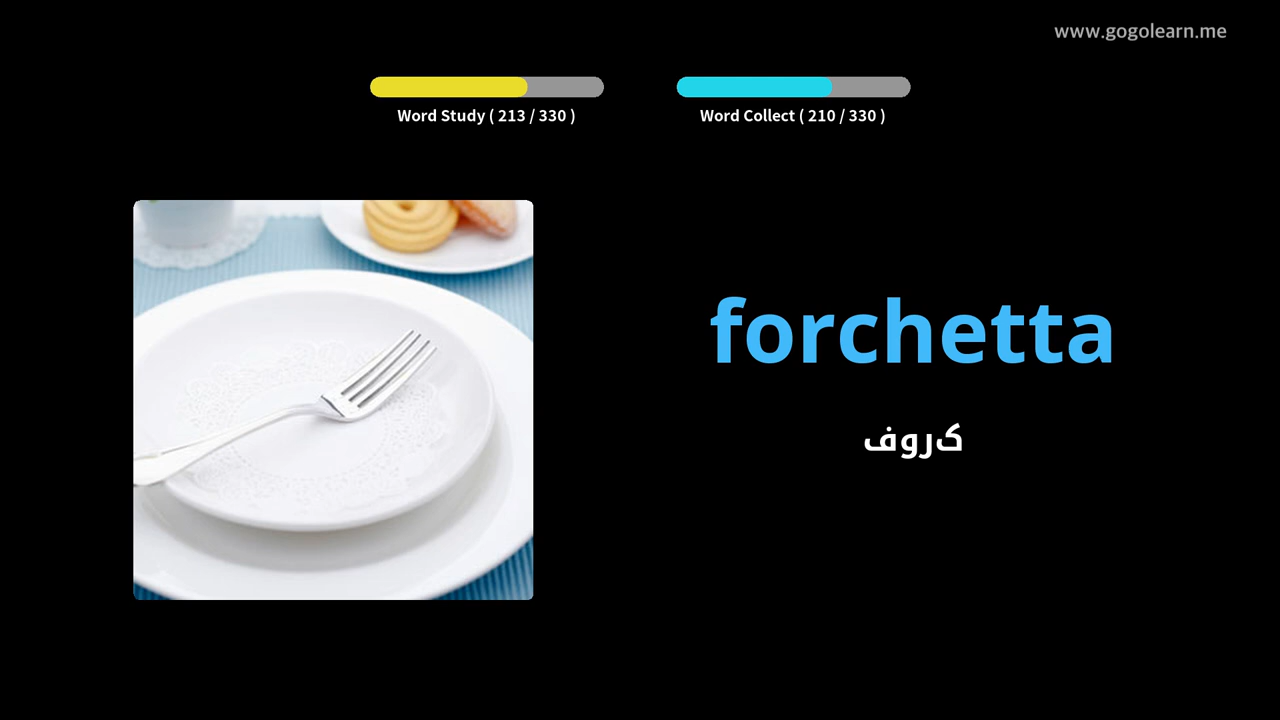 www.gogolearn.me
Word Study ( 213 / 330 )
Word Collect ( 210 / 330 )
forchetta
کروف